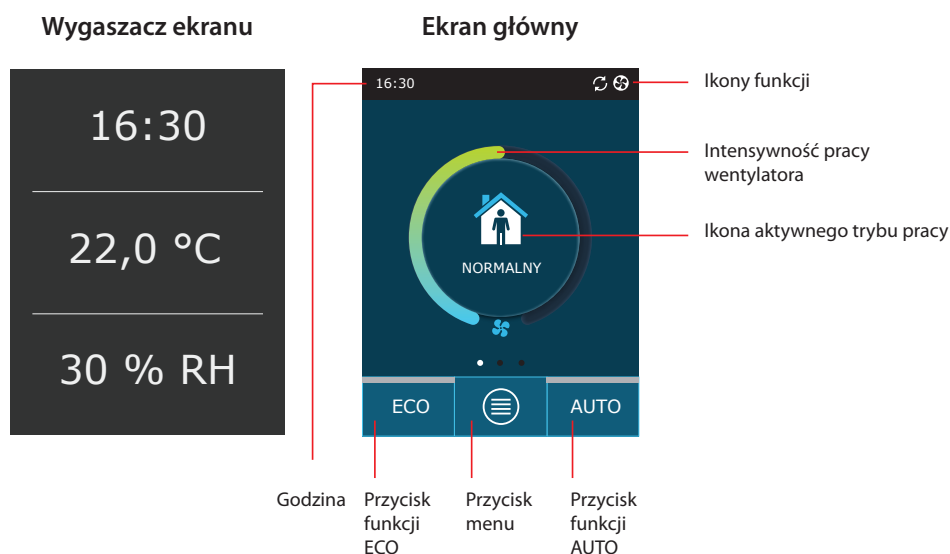 Wygaszacz ekranu
16:30
22,0 °C
30 % RH
Ekran główny
16:30
NORMALNY
ECO
AUTO
Ikony funkcji
Intensywność pracy
wentylatora
Ikona aktywnego trybu pracy
Godzina
Przycisk
funkcji
ECO
Przycisk
menu
Przycisk
funkcji
AUTO